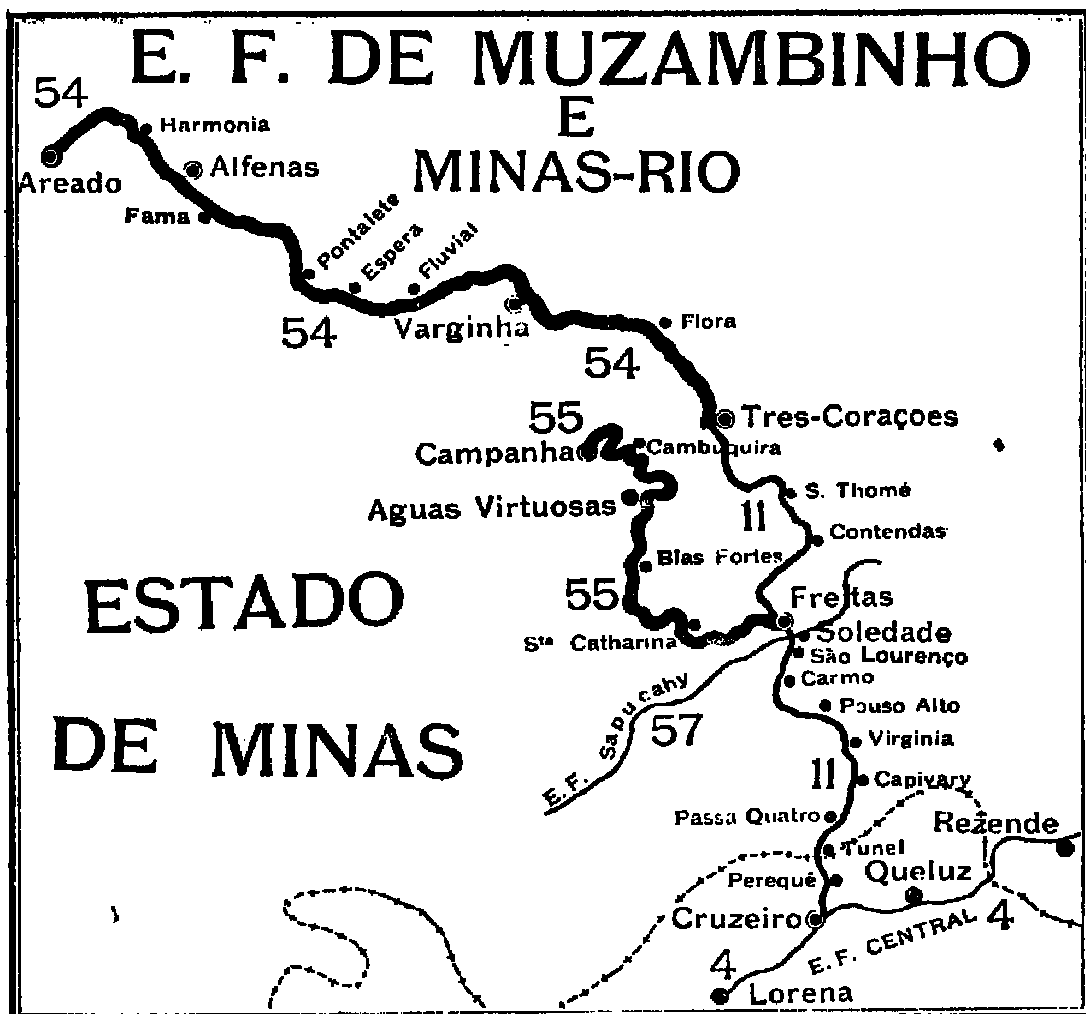 E. F. DE MUZAMBINHO
E
MINAS-RIO
54
Harmonia
Alfenas
Areado
Fama
Pontalete
Espera
Fluvial
54
Varginha
Flora
54
55
Tres-Coraçoes
Campanha
Cambuquira
Aguas Virtuosas
S. Thomé
11
Contendas
Blas Fortes
ESTADO
55
Freitas
Sta Catharina
Soledade
São Lourenço
Carmo
E. F. Sapucahy
57
Pouso Alto
DE MINAS
Virginia
11
Capivary
Passa Quatro
Rezende
Tunel
Queluz
Perequê
Cruzeiro
E. F. CENTRAL
4
4
Lorena